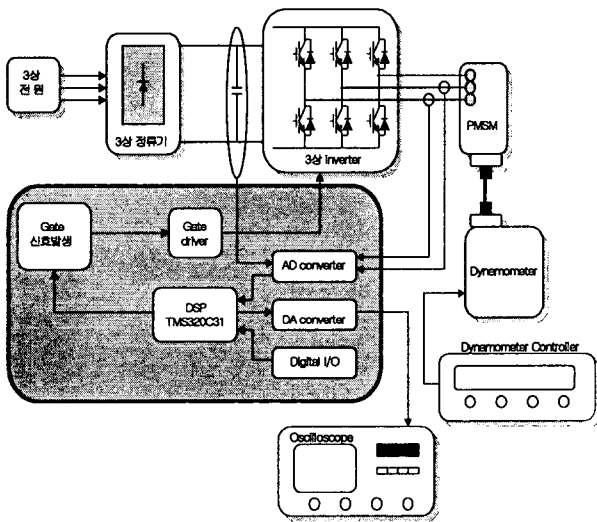 3상
전 원
3상 정류기
3상 Inverter
PMSM
Gate
신호발생
Gate
driver
AD converter
DSP
TMS320C31
DA converter
Digital I/O
Dynemometer
Dynemometer Controller
Oscilloscope